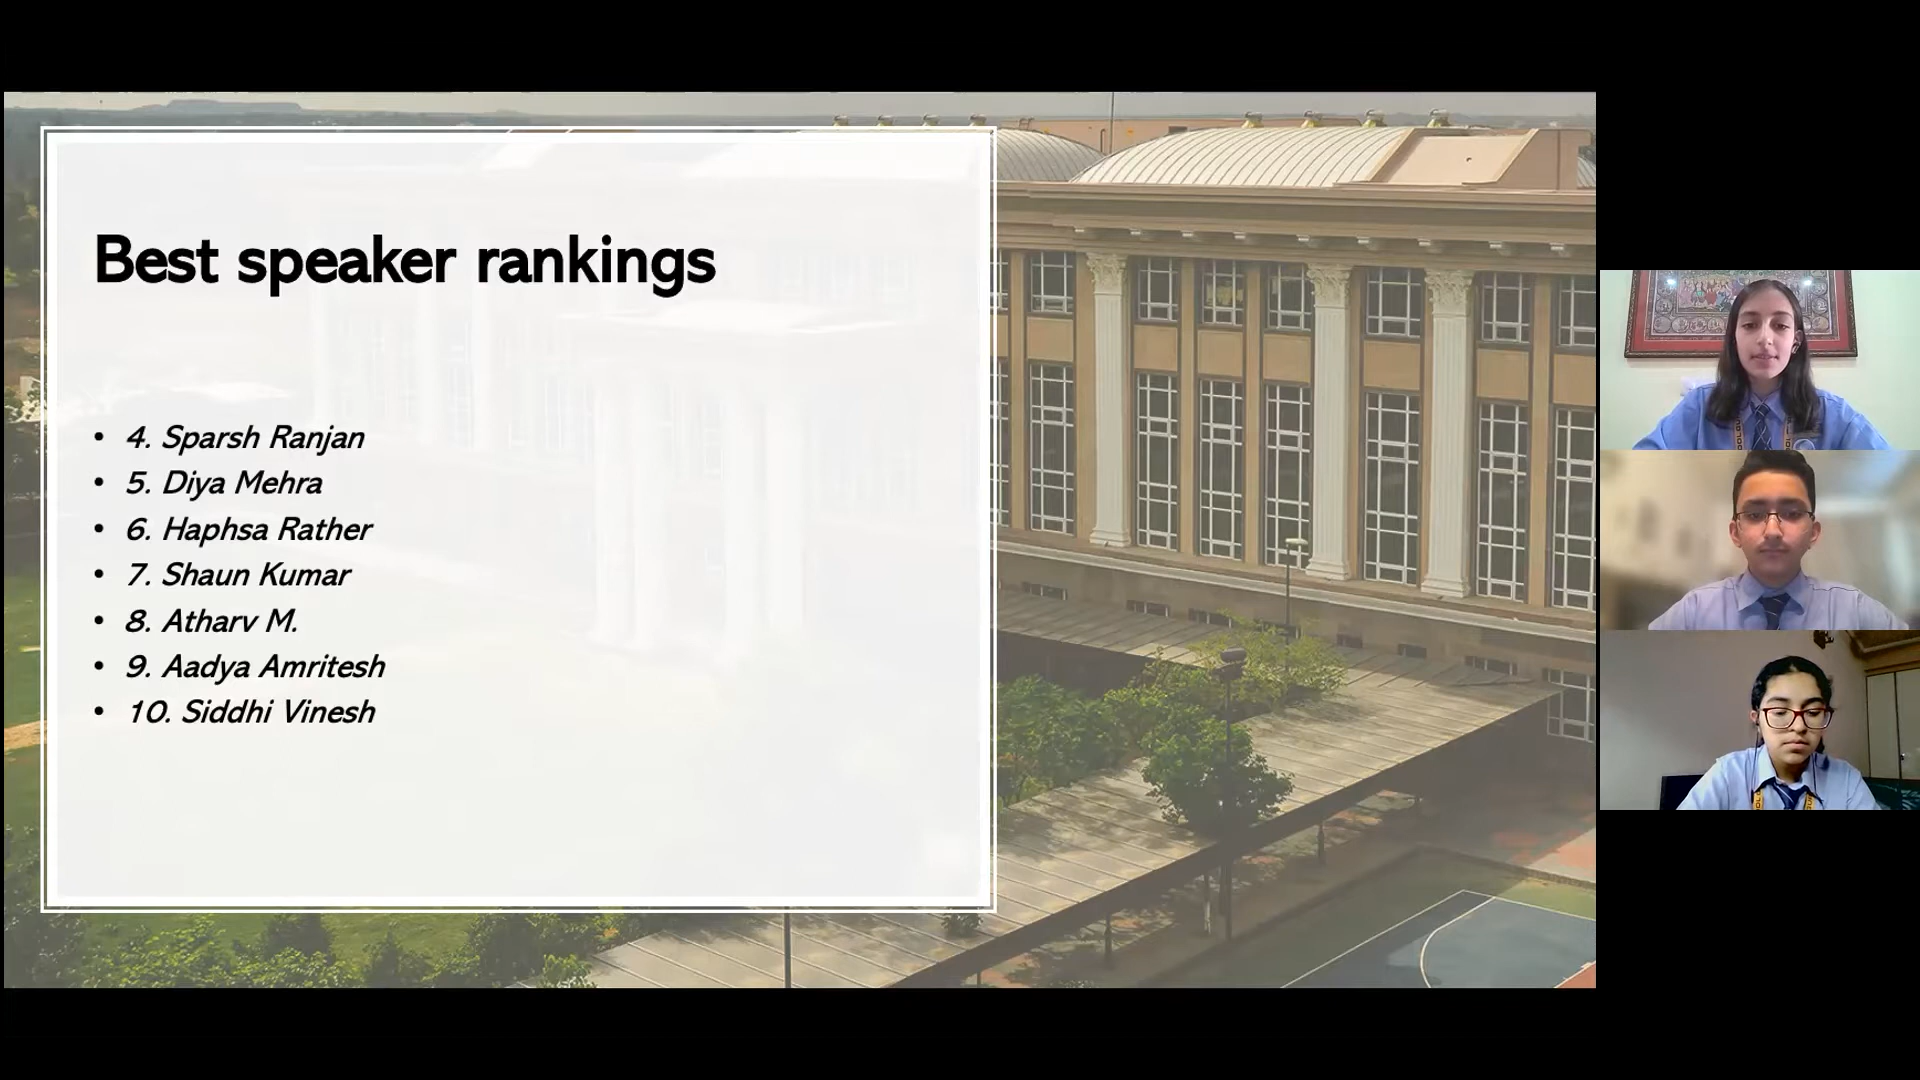 Best speaker rankings
• 4. Sparsh Ranjan
• 5. Diya Mehra
• 6. Haphsa Rather
• 7. Shaun Kumar
• 8. Atharv M.
• 9. Aadya Amritesh
• 10. Siddhi Vinesh